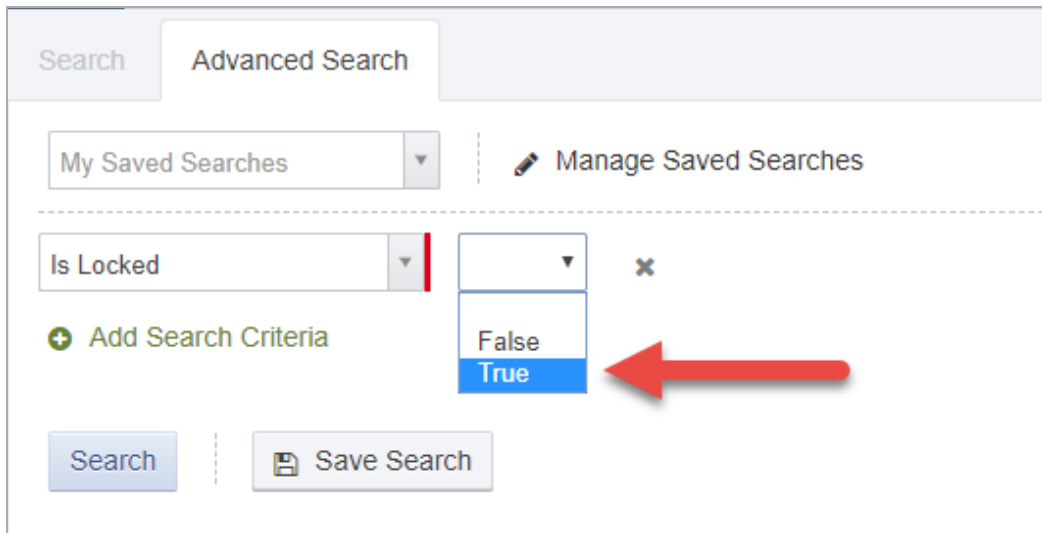 Search Advanced Search
My Saved Searches Manage Saved Searches
Is Locked
Add Search Criteria
False
True
Search Save Search